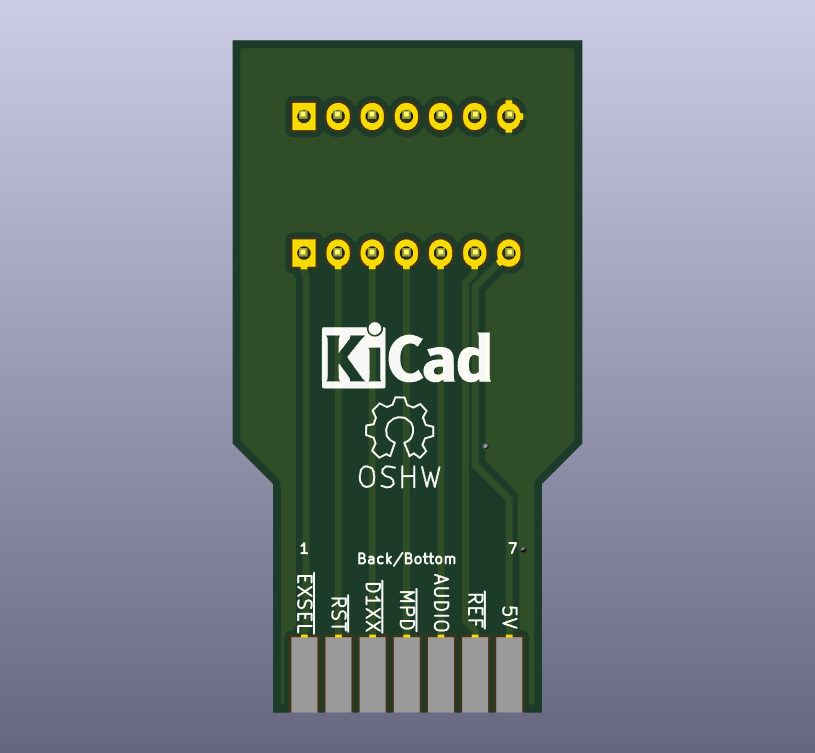 KiCad
OSHW
1
7
Back/Bottom
EXSEL
RST
D1XX
MPD
AUDIO
REF
5V